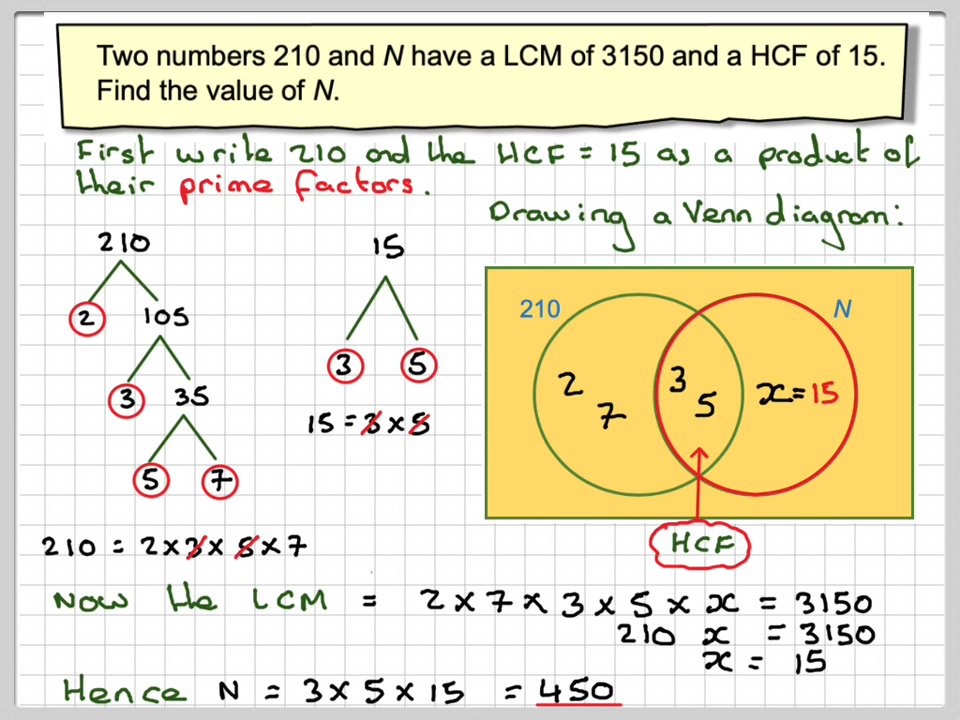 Two numbers 210 and N have a LCM of 3150 and a HCF of 15.
Find the value of N.
First write 210 and the HCF = 15 as a product of
their prime factors.
Drawing a Venn diagram:
210
2 105
3 35
5 7
210 = 2 x 3 x 5 x 7
15
3 5
15 = 3 x 5
210 N
2 7 3 5 x = 15
HCF
Now the LCM = 2 x 7 x 3 x 5 x x = 3150
210 x = 3150
x = 15
Hence N = 3 x 5 x 15 = 450